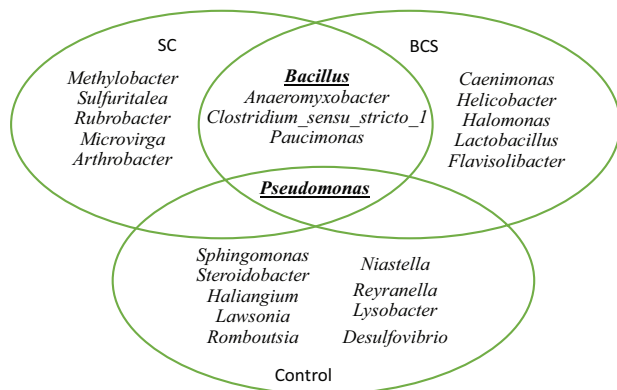 SC
BCS
Methylobacter
Sulfuritalea
Rubrobacter
Microvirga
Arthrobacter
Bacillus
Anaeromyxobacter
Clostridium_sensu_stricto_1
Paucimonas
Caenimonas
Helicobacter
Halomonas
Lactobacillus
Flavisolibacter
Pseudomonas
Sphingomonas
Steroidobacter
Haliangium
Lawsonia
Romboutsia
Niastella
Reyranella
Lysobacter
Desulfovibrio
Control